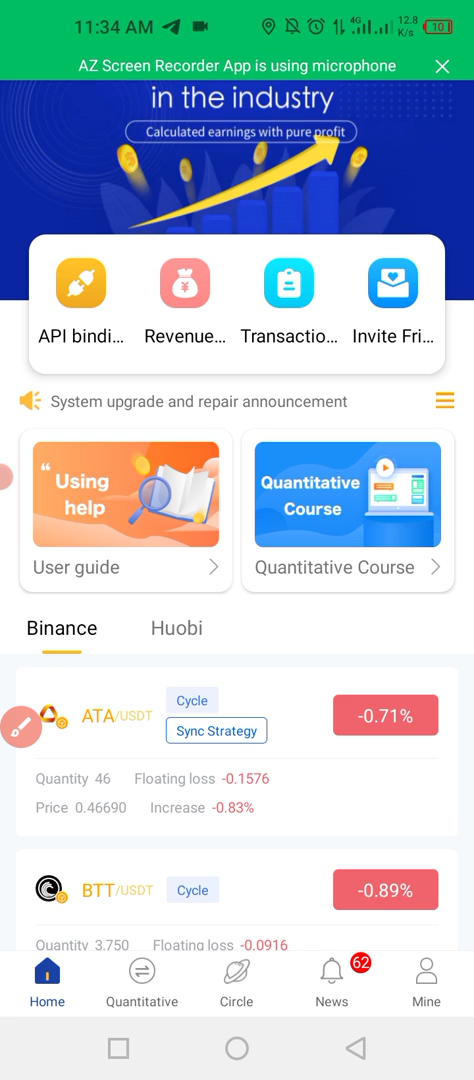 11:34 AM 4G 12.8 K/s 10
AZ Screen Recorder App is using microphone
in the industry
Calculated earnings with pure profit
API bindi... Revenue... Transactio... Invite Fri...
System upgrade and repair announcement
“ Using help
Quantitative Course
User guide
Quantitative Course
Binance Huobi
ATA/USDT Cycle Sync Strategy -0.71%
Quantity 46 Floating loss -0.1576
Price 0.46690 Increase -0.83%
BTT/USDT Cycle -0.89%
Quantity 3,750 Floating loss -0.0916
62
Home Quantitative Circle News Mine